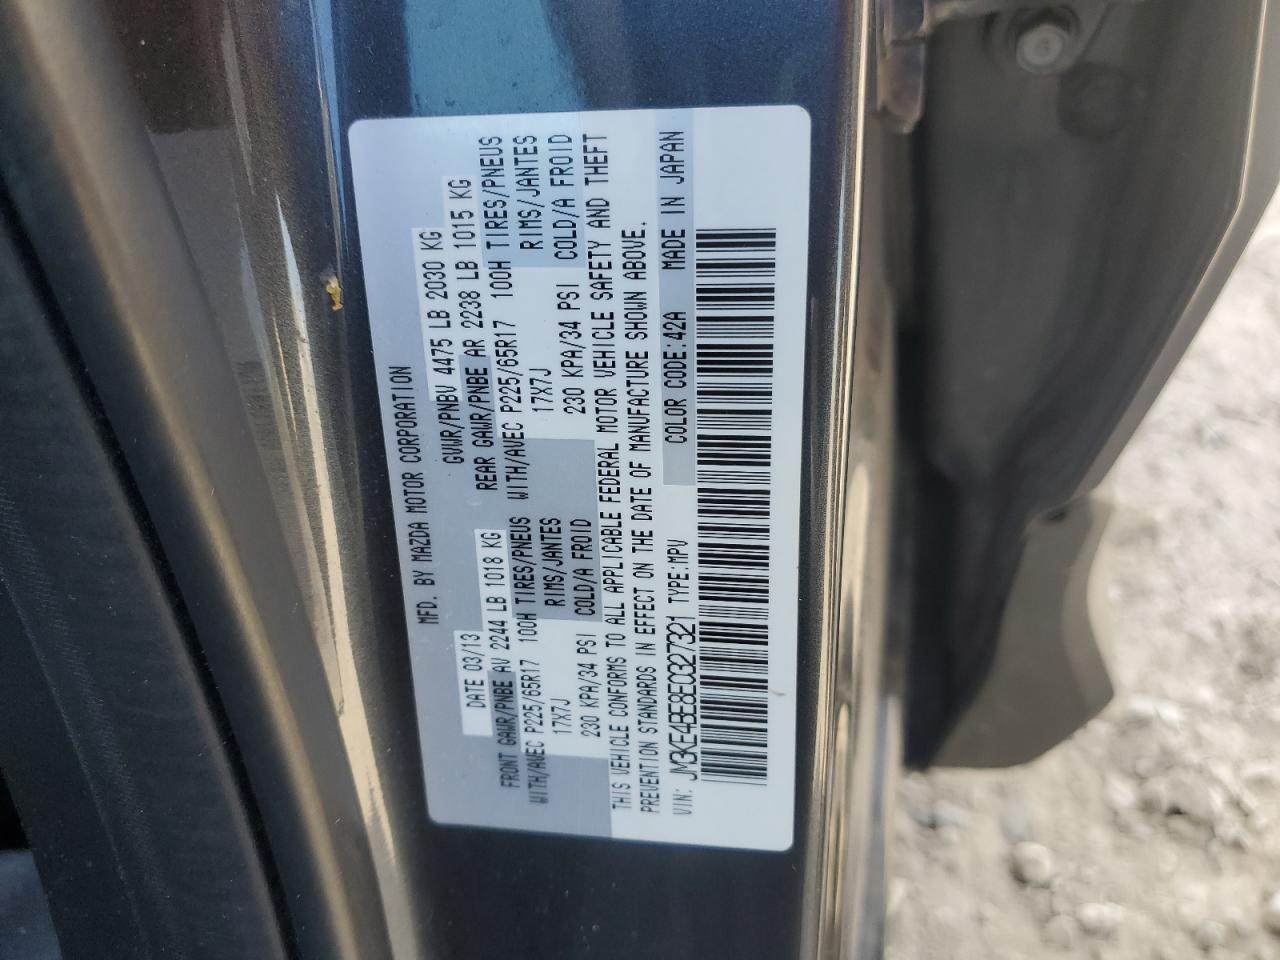 MFD. BY MAZDA MOTOR CORPORATION
DATE 03/13 GVWR/PNBV 4475 LB 2030 KG
FRONT GAWR/PNBE AV 2244 LB 1018 KG REAR GAWR/PNBE AR 2238 LB 1015 KG
WITH/AVEC P225/65R17 100H TIRES/PNEUS WITH/AVEC P225/65R17 100H TIRES/PNEUS
17X7J RIMS/JANTES 17X7J RIMS/JANTES
230 KPA/34 PSI COLD/A FROID 230 KPA/34 PSI COLD/A FROID
THIS VEHICLE CONFORMS TO ALL APPLICABLE FEDERAL MOTOR VEHICLE SAFETY AND THEFT
PREVENTION STANDARDS IN EFFECT ON THE DATE OF MANUFACTURE SHOWN ABOVE.
VIN: JM3KE4BE8E0327321 TYPE:MPV COLOR CODE:42A MADE IN JAPAN